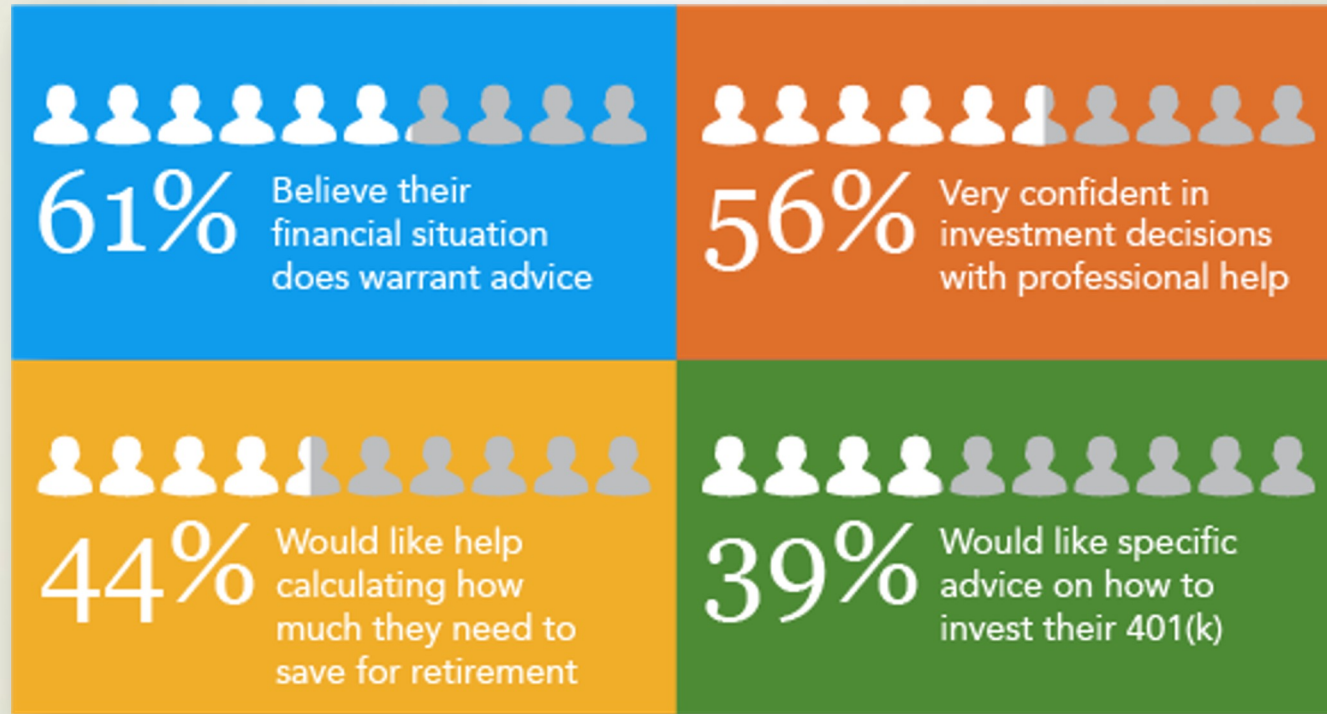 61%
Believe their
financial situation
does warrant advice
56%
Very confident in
investment decisions
with professional help
44%
Would like help
calculating how
much they need to
save for retirement
39%
Would like specific
advice on how to
invest their 401(k)